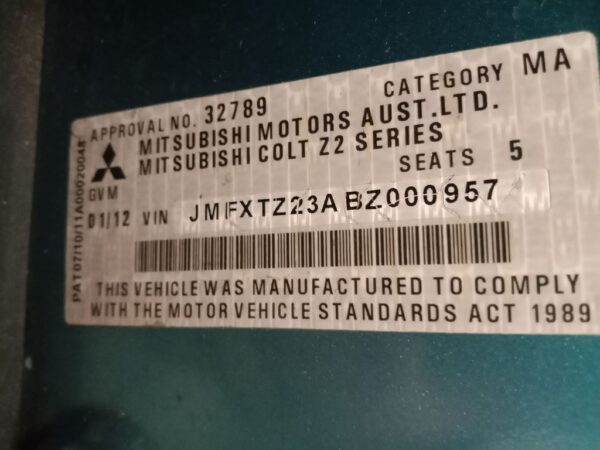 APPROVAL NO. 32789 CATEGORY MA
MITSUBISHI MOTORS AUST.LTD.
MITSUBISHI COLT Z2 SERIES
GVM SEATS 5
01/12 VIN JMFXTZ23ABZ000957
THIS VEHICLE WAS MANUFACTURED TO COMPLY
WITH THE MOTOR VEHICLE STANDARDS ACT 1989
PAT07/10/11A00020048